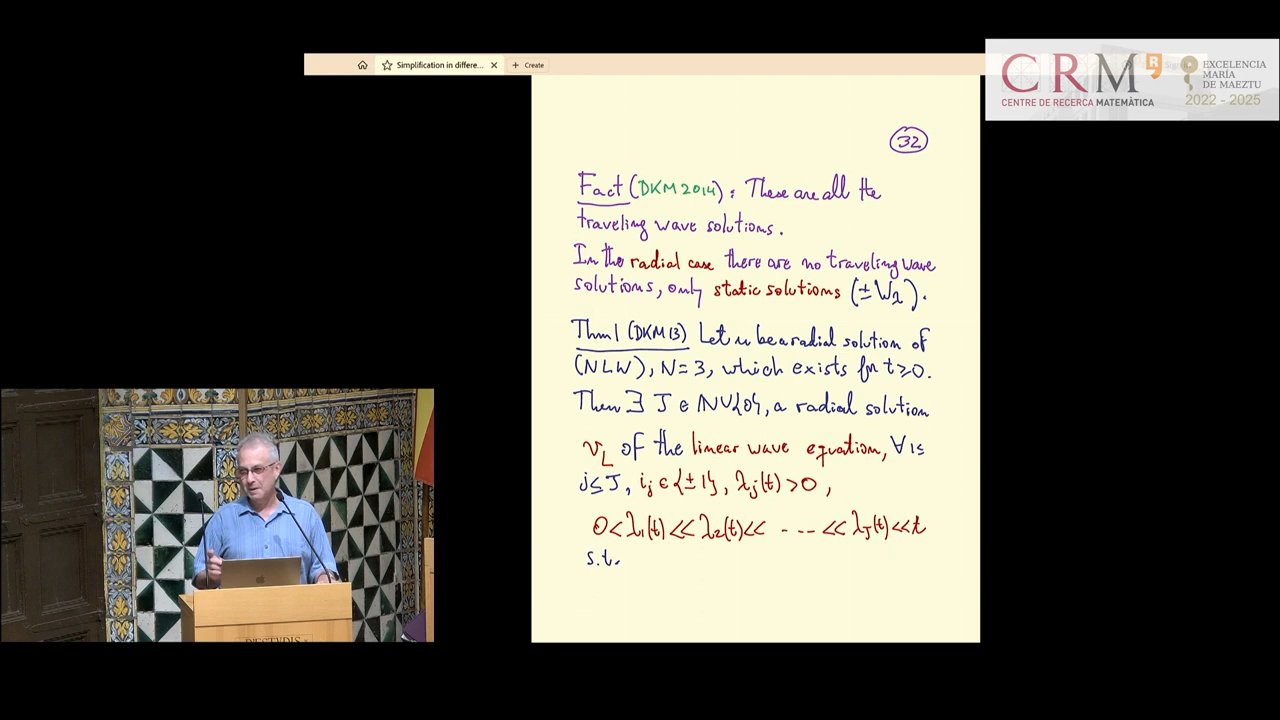 Simplification in differe...
Create
CRM
CENTRE DE RECERCA MATEMÀTICA
EXCELENCIA
MARÍA
DE MAEZTU
2022 - 2025
32
Fact (DKM 2014): These are all the
traveling wave solutions.
In the radial case there are no traveling wave
solutions, only static solutions (±W_λ).
Thm 1 (DKM 13) Let u be a radial solution of
(NLW), N=3, which exists for t≥0.
Then ∃ J ∈ ℕ∪{0}, a radial solution
v_L of the linear wave equation, ∀ 1≤
j≤J, i_j ∈ {±1}, λ_j(t) >0,
0<λ_1(t) << λ_2(t) << --- << λ_J(t) << t
s.t.
D'ESTVDIS